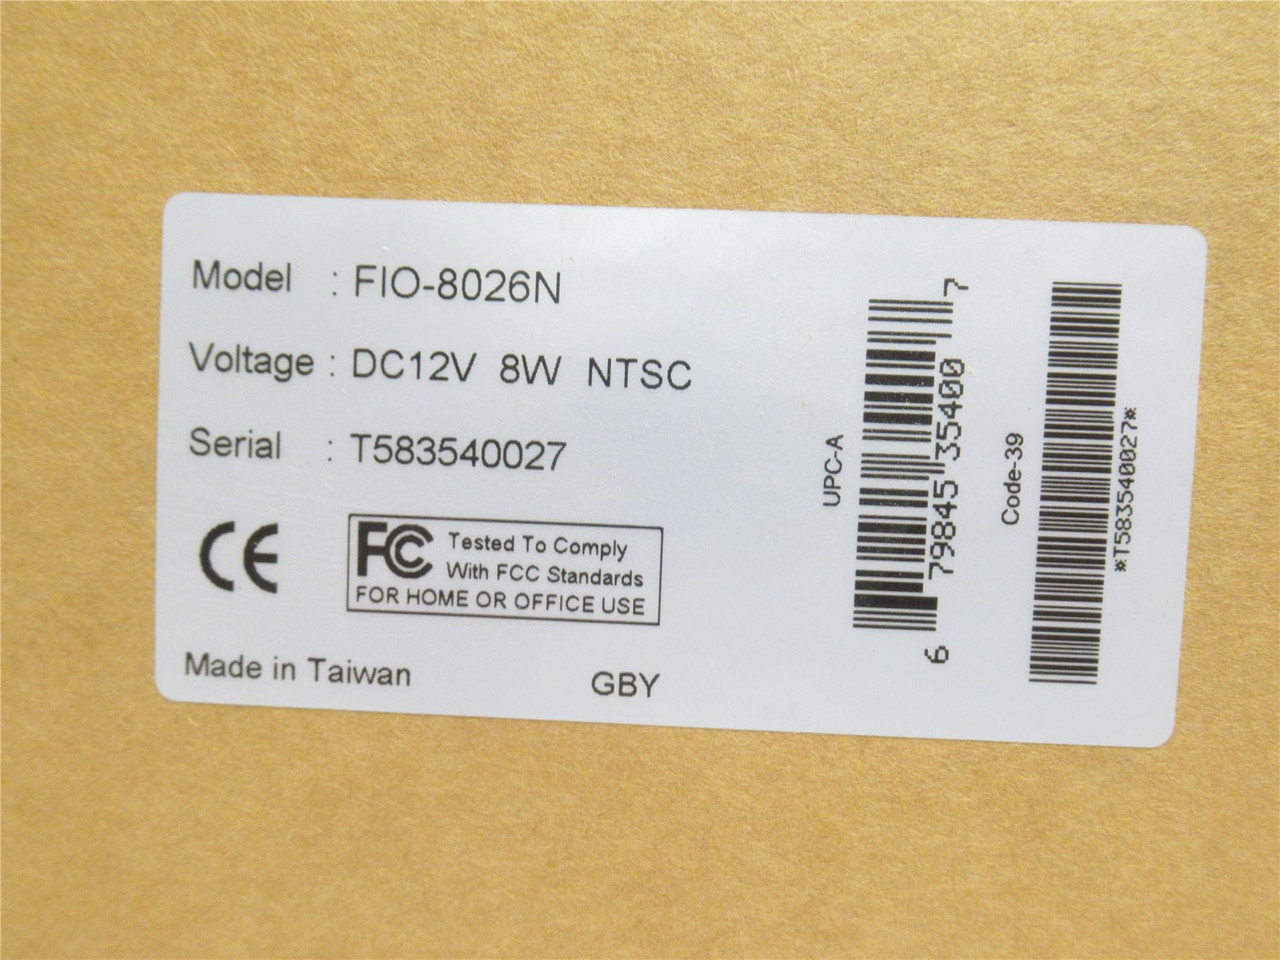 Model : FIO-8026N
Voltage : DC12V 8W NTSC
Serial : T583540027
CE
FC Tested To Comply
With FCC Standards
FOR HOME OR OFFICE USE
Made in Taiwan GBY
UPC-A
6 79845 35400 7
Code-39
*T583540027*